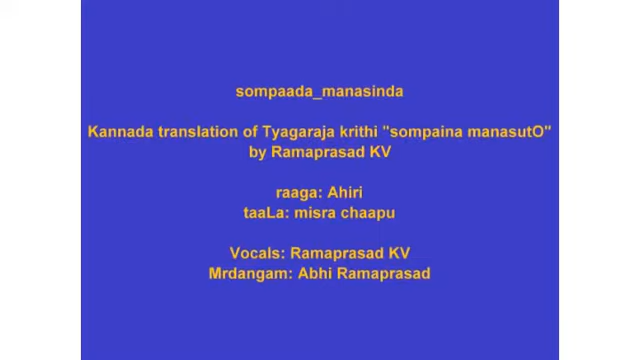 sompaada_manasinda
Kannada translation of Tyagaraja krithi "sompaina manasutO"
by Ramaprasad KV
raaga: Ahiri
taaLa: misra chaapu
Vocals: Ramaprasad KV
Mrdangam: Abhi Ramaprasad